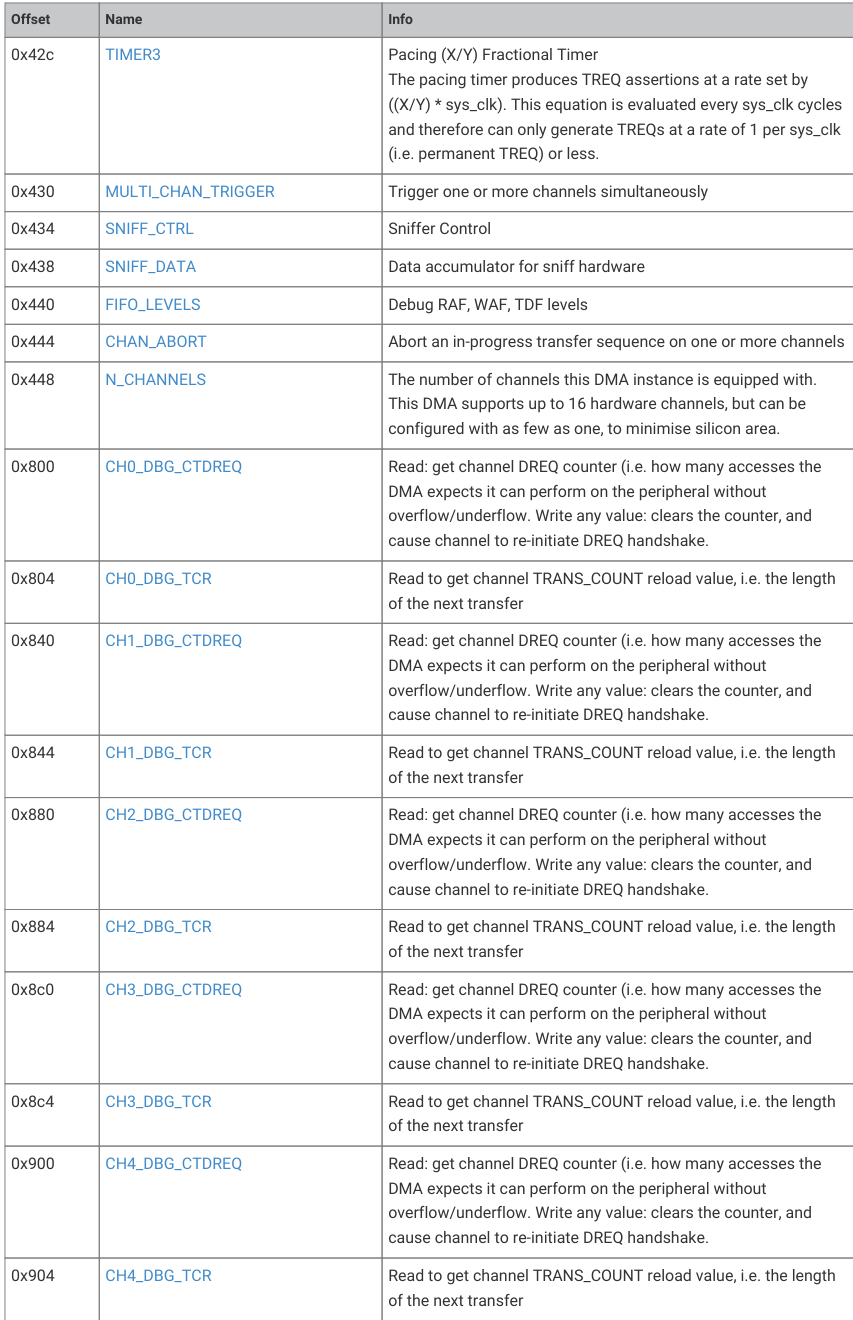 Offset Name Info
0x42c TIMER3 Pacing (X/Y) Fractional Timer
The pacing timer produces TREQ assertions at a rate set by
((X/Y) * sys_clk). This equation is evaluated every sys_clk cycles
and therefore can only generate TREQs at a rate of 1 per sys_clk
(i.e. permanent TREQ) or less.
0x430 MULTI_CHAN_TRIGGER Trigger one or more channels simultaneously
0x434 SNIFF_CTRL Sniffer Control
0x438 SNIFF_DATA Data accumulator for sniff hardware
0x440 FIFO_LEVELS Debug RAF, WAF, TDF levels
0x444 CHAN_ABORT Abort an in-progress transfer sequence on one or more channels
0x448 N_CHANNELS The number of channels this DMA instance is equipped with.
This DMA supports up to 16 hardware channels, but can be
configured with as few as one, to minimise silicon area.
0x800 CH0_DBG_CTDREQ Read: get channel DREQ counter (i.e. how many accesses the
DMA expects it can perform on the peripheral without
overflow/underflow. Write any value: clears the counter, and
cause channel to re-initiate DREQ handshake.
0x804 CH0_DBG_TCR Read to get channel TRANS_COUNT reload value, i.e. the length
of the next transfer
0x840 CH1_DBG_CTDREQ Read: get channel DREQ counter (i.e. how many accesses the
DMA expects it can perform on the peripheral without
overflow/underflow. Write any value: clears the counter, and
cause channel to re-initiate DREQ handshake.
0x844 CH1_DBG_TCR Read to get channel TRANS_COUNT reload value, i.e. the length
of the next transfer
0x880 CH2_DBG_CTDREQ Read: get channel DREQ counter (i.e. how many accesses the
DMA expects it can perform on the peripheral without
overflow/underflow. Write any value: clears the counter, and
cause channel to re-initiate DREQ handshake.
0x884 CH2_DBG_TCR Read to get channel TRANS_COUNT reload value, i.e. the length
of the next transfer
0x8c0 CH3_DBG_CTDREQ Read: get channel DREQ counter (i.e. how many accesses the
DMA expects it can perform on the peripheral without
overflow/underflow. Write any value: clears the counter, and
cause channel to re-initiate DREQ handshake.
0x8c4 CH3_DBG_TCR Read to get channel TRANS_COUNT reload value, i.e. the length
of the next transfer
0x900 CH4_DBG_CTDREQ Read: get channel DREQ counter (i.e. how many accesses the
DMA expects it can perform on the peripheral without
overflow/underflow. Write any value: clears the counter, and
cause channel to re-initiate DREQ handshake.
0x904 CH4_DBG_TCR Read to get channel TRANS_COUNT reload value, i.e. the length
of the next transfer